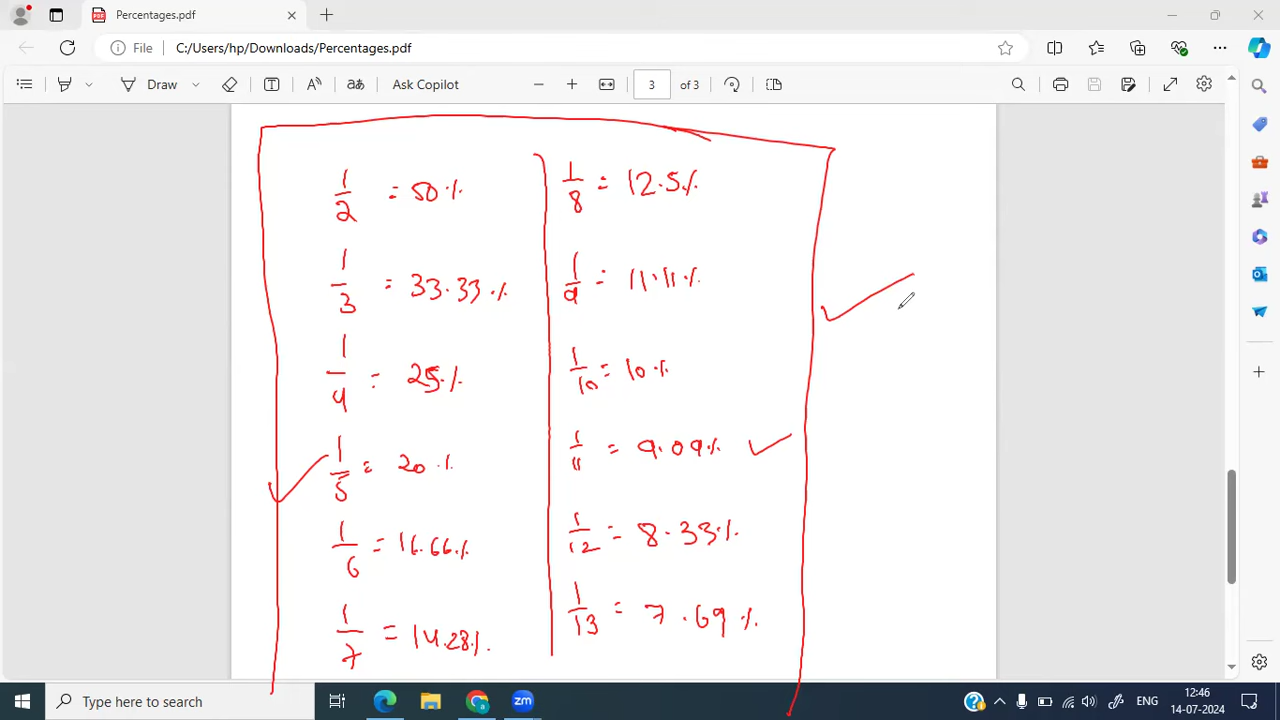 Percentages.pdf
File
C:/Users/hp/Downloads/Percentages.pdf
Draw
aあ
Ask Copilot
3
of 3
1/2 = 50%
1/3 = 33.33%
1/4 = 25%
1/5 = 20%
1/6 = 16.66%
1/7 = 14.28%
1/8 = 12.5%
1/9 = 11.11%
1/10 = 10%
1/11 = 9.09%
1/12 = 8.33%
1/13 = 7.69%
Type here to search
zm
ENG
12:46
14-07-2024